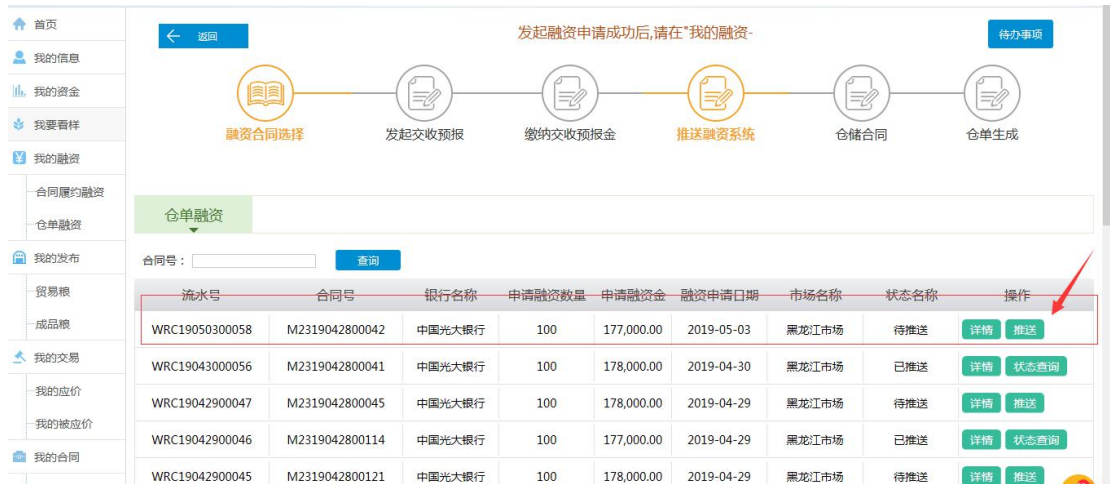 首页
我的信息
我的资金
我要看样
我的融资
合同履约融资
仓单融资
我的发布
贸易粮
成品粮
我的交易
我的应价
我的被应价
我的合同
返回
发起融资申请成功后,请在"我的融资-
待办事项
融资合同选择 发起交收预报 缴纳交收预报金 推送融资系统 仓储合同 仓单生成
仓单融资
合同号： 查询
流水号 合同号 银行名称 申请融资数量 申请融资金 融资申请日期 市场名称 状态名称 操作
WRC19050300058 M2319042800042 中国光大银行 100 177,000.00 2019-05-03 黑龙江市场 待推送 详情 推送
WRC19043000056 M2319042800041 中国光大银行 100 178,000.00 2019-04-30 黑龙江市场 已推送 详情 状态查询
WRC19042900047 M2319042800045 中国光大银行 100 178,000.00 2019-04-29 黑龙江市场 待推送 详情 推送
WRC19042900046 M2319042800114 中国光大银行 100 177,000.00 2019-04-29 黑龙江市场 已推送 详情 状态查询
WRC19042900045 M2319042800121 中国光大银行 100 178,000.00 2019-04-29 黑龙江市场 待推送 详情 推送